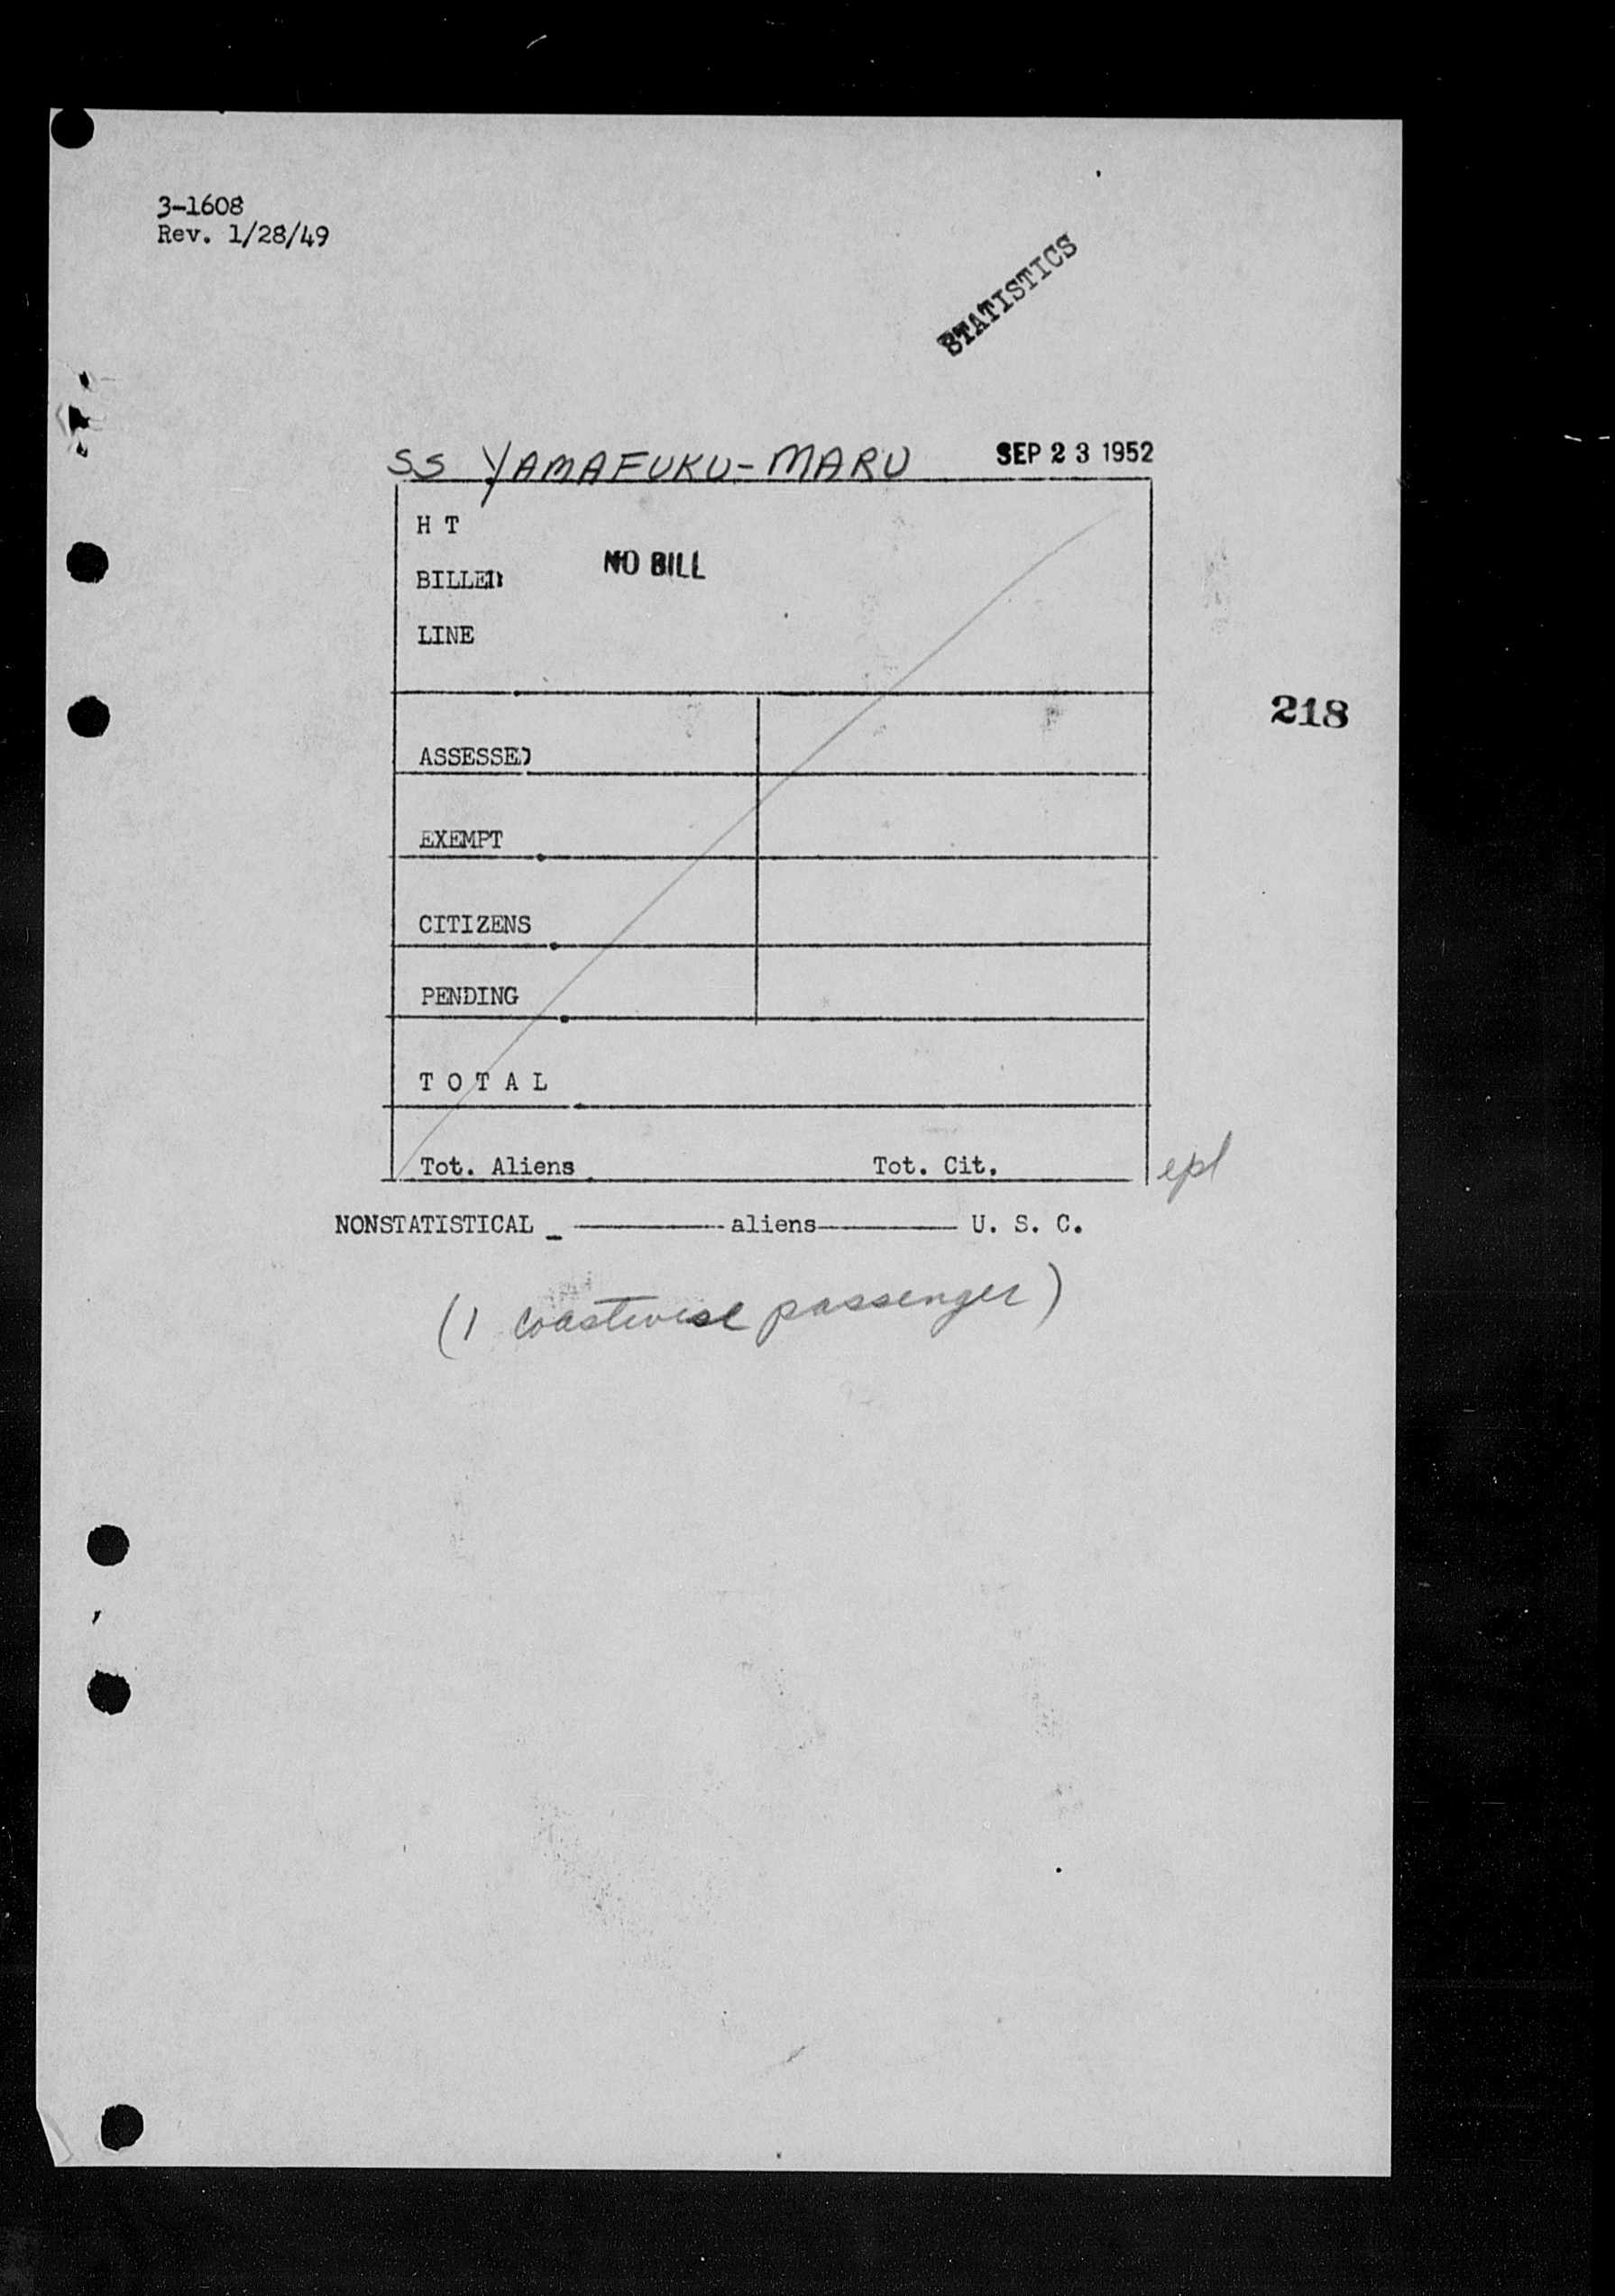 3-1608
Rev. 1/28/49
STATISTICS
SS YAMAFUKU-MARU SEP 23 1952
H T
BILLED NO BILL
LINE
218
ASSESSED
EXEMPT
CITIZENS
PENDING
T O T A L
Tot. Aliens Tot. Cit. epl
NONSTATISTICAL aliens U. S. C.
(1 coastwise passenger)